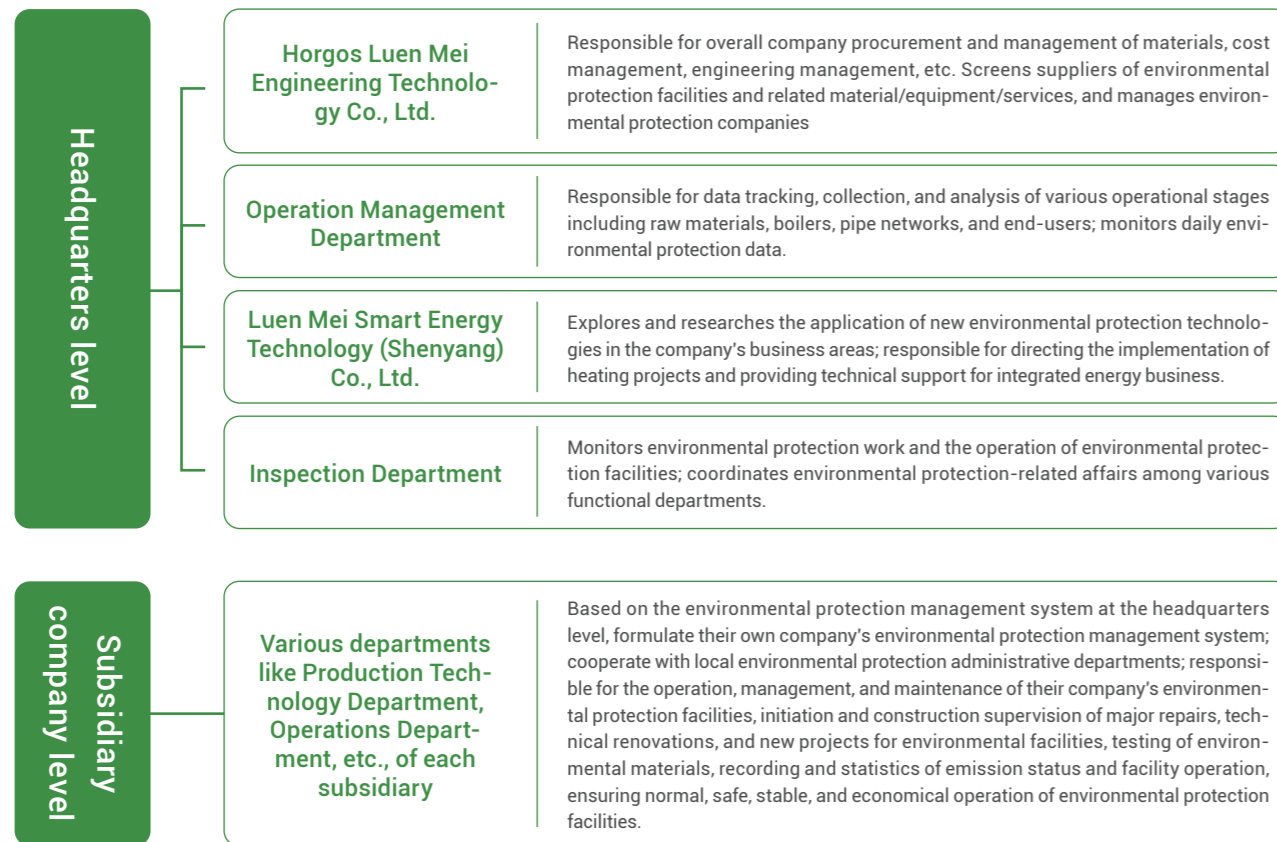 Headquarters level
Horgos Luen Mei
Engineering Technolo-
gy Co., Ltd.
Responsible for overall company procurement and management of materials, cost
management, engineering management, etc. Screens suppliers of environmental
protection facilities and related material/equipment/services, and manages environ-
mental protection companies
Operation Management
Department
Responsible for data tracking, collection, and analysis of various operational stages
including raw materials, boilers, pipe networks, and end-users; monitors daily envi-
ronmental protection data.
Luen Mei Smart Energy
Technology (Shenyang)
Co., Ltd.
Explores and researches the application of new environmental protection technolo-
gies in the company's business areas; responsible for directing the implementation of
heating projects and providing technical support for integrated energy business.
Inspection Department
Monitors environmental protection work and the operation of environmental protec-
tion facilities; coordinates environmental protection-related affairs among various
functional departments.
Subsidiary
company level
Various departments
like Production Tech-
nology Department,
Operations Depart-
ment, etc., of each
subsidiary
Based on the environmental protection management system at the headquarters
level, formulate their own company's environmental protection management system;
cooperate with local environmental protection administrative departments; responsi-
ble for the operation, management, and maintenance of their company's environmen-
tal protection facilities, initiation and construction supervision of major repairs, tech-
nical renovations, and new projects for environmental facilities, testing of environ-
mental materials, recording and statistics of emission status and facility operation,
ensuring normal, safe, stable, and economical operation of environmental protection
facilities.